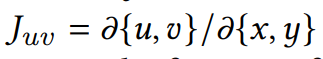 J_{uv} = ∂{u, v}/∂{x, y}